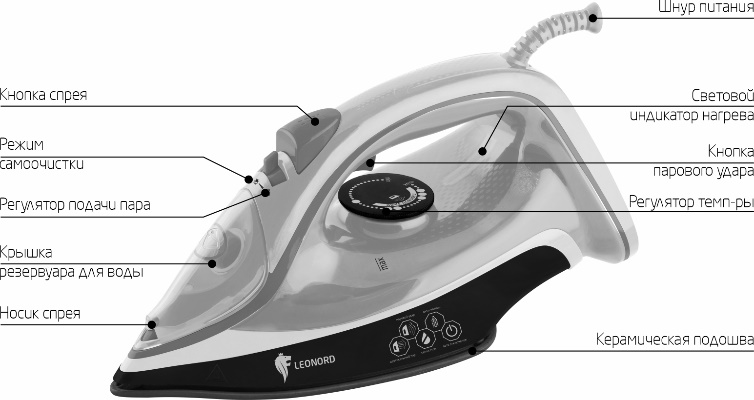 Шнур питания
Кнопка спрея
Световой
индикатор нагрева
Режим
самоочистки
Кнопка
парового удара
Регулятор подачи пара
Регулятор темп-ры
Крышка
резервуара для воды
max
Носик спрея
Керамическая подошва
LEONORD